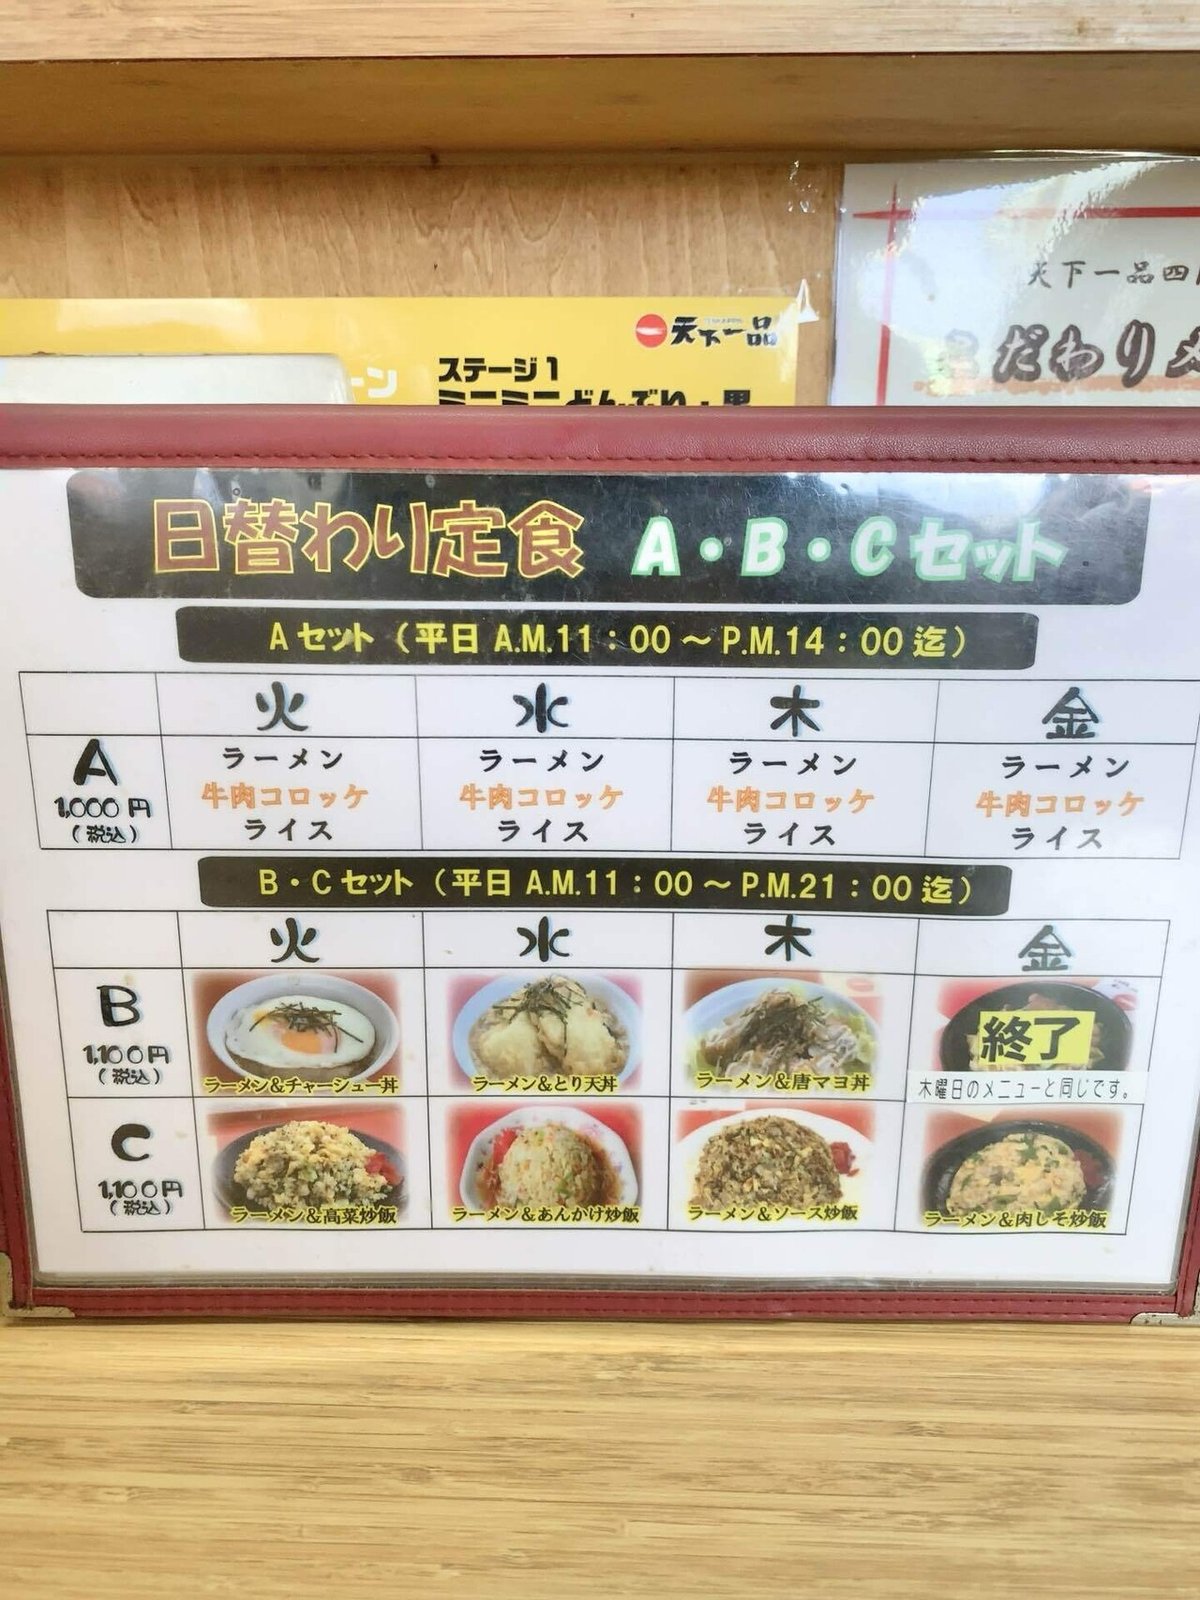 天下一品
ステージ1
ーン
天下一品四
こだわり
日替わり定食 A・B・Cセット
Aセット（平日 A.M.11：00～P.M.14：00迄）
火 水 木 金
A
1,000円
（税込）
ラーメン
牛肉コロッケ
ライス
ラーメン
牛肉コロッケ
ライス
ラーメン
牛肉コロッケ
ライス
ラーメン
牛肉コロッケ
ライス
B・Cセット（平日 A.M.11：00～P.M.21：00迄）
火 水 木 金
B
1,100円
（税込）
ラーメン&チャーシュー丼
ラーメン&とり天丼
ラーメン&唐マヨ丼
終了
木曜日のメニューと同じです。
C
1,100円
（税込）
ラーメン&高菜炒飯
ラーメン&あんかけ炒飯
ラーメン&ソース炒飯
ラーメン&肉しそ炒飯